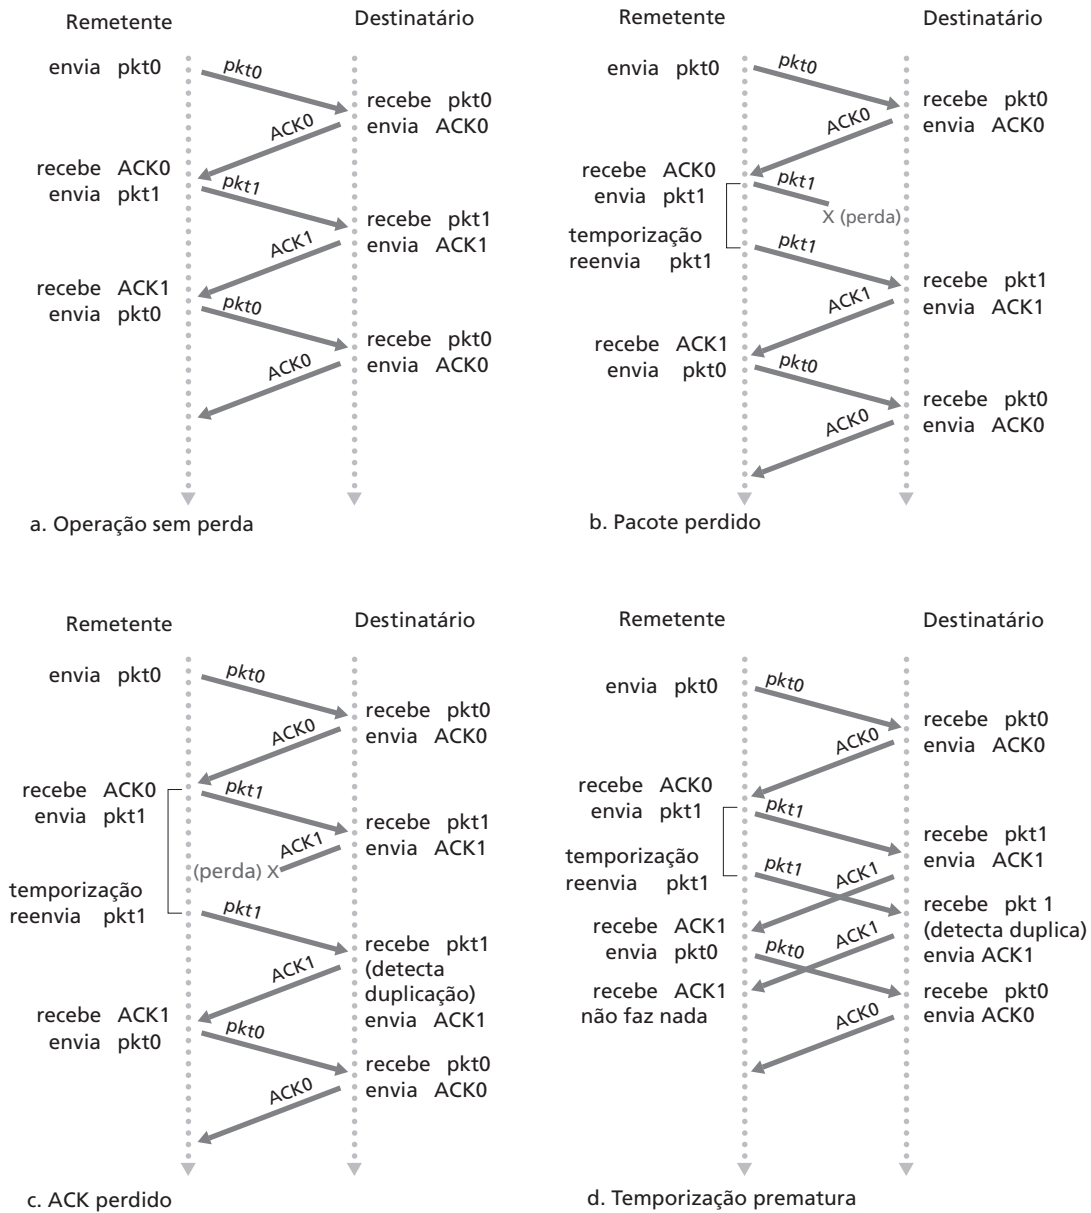 Remetente
Destinatário
envia pkt0
pkt0
recebe pkt0
envia ACK0
ACK0
recebe ACK0
envia pkt1
pkt1
recebe pkt1
envia ACK1
ACK1
recebe ACK1
envia pkt0
pkt0
recebe pkt0
envia ACK0
ACK0
a. Operação sem perda
Remetente
Destinatário
envia pkt0
pkt0
recebe pkt0
envia ACK0
ACK0
recebe ACK0
envia pkt1
pkt1
X (perda)
temporização
reenvia pkt1
pkt1
recebe pkt1
envia ACK1
ACK1
recebe ACK1
envia pkt0
pkt0
recebe pkt0
envia ACK0
ACK0
b. Pacote perdido
Remetente
Destinatário
envia pkt0
pkt0
recebe pkt0
envia ACK0
ACK0
recebe ACK0
envia pkt1
pkt1
recebe pkt1
envia ACK1
ACK1
(perda) X
temporização
reenvia pkt1
pkt1
recebe pkt1
(detecta
duplicação)
envia ACK1
ACK1
recebe ACK1
envia pkt0
pkt0
recebe pkt0
envia ACK0
ACK0
c. ACK perdido
Remetente
Destinatário
envia pkt0
pkt0
recebe pkt0
envia ACK0
ACK0
recebe ACK0
envia pkt1
pkt1
recebe pkt1
envia ACK1
temporização
reenvia pkt1
pkt1
ACK1
recebe pkt 1
(detecta duplica)
envia ACK1
recebe ACK1
envia pkt0
pkt0
ACK1
recebe ACK1
não faz nada
recebe pkt0
envia ACK0
ACK0
d. Temporização prematura